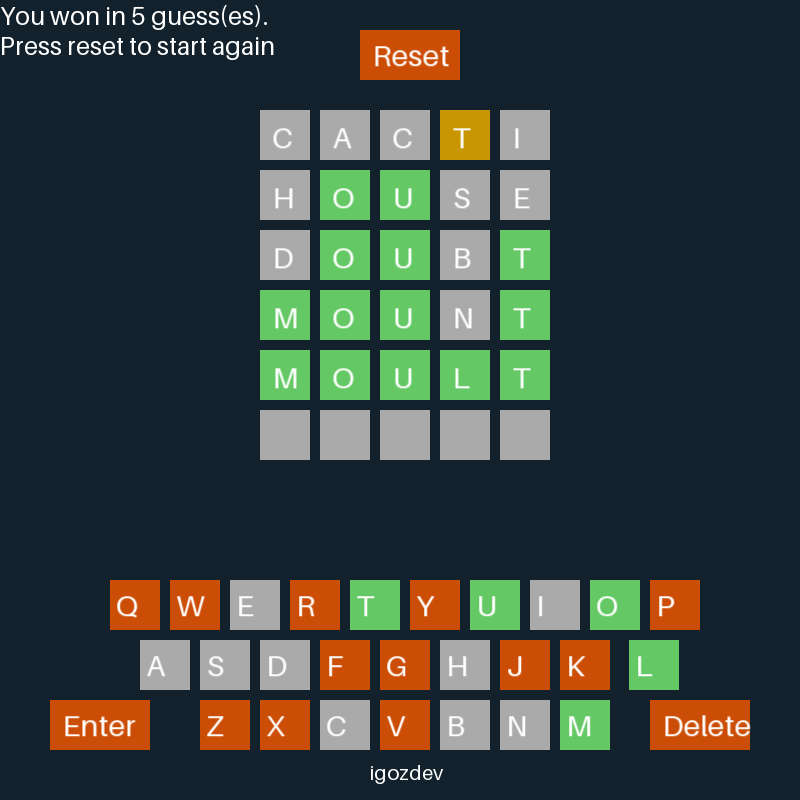 You won in 5 guess(es).
Press reset to start again
Reset
C A C T I
H O U S E
D O U B T
M O U N T
M O U L T
Q W E R T Y U I O P
A S D F G H J K L
Enter Z X C V B N M Delete
igozdev